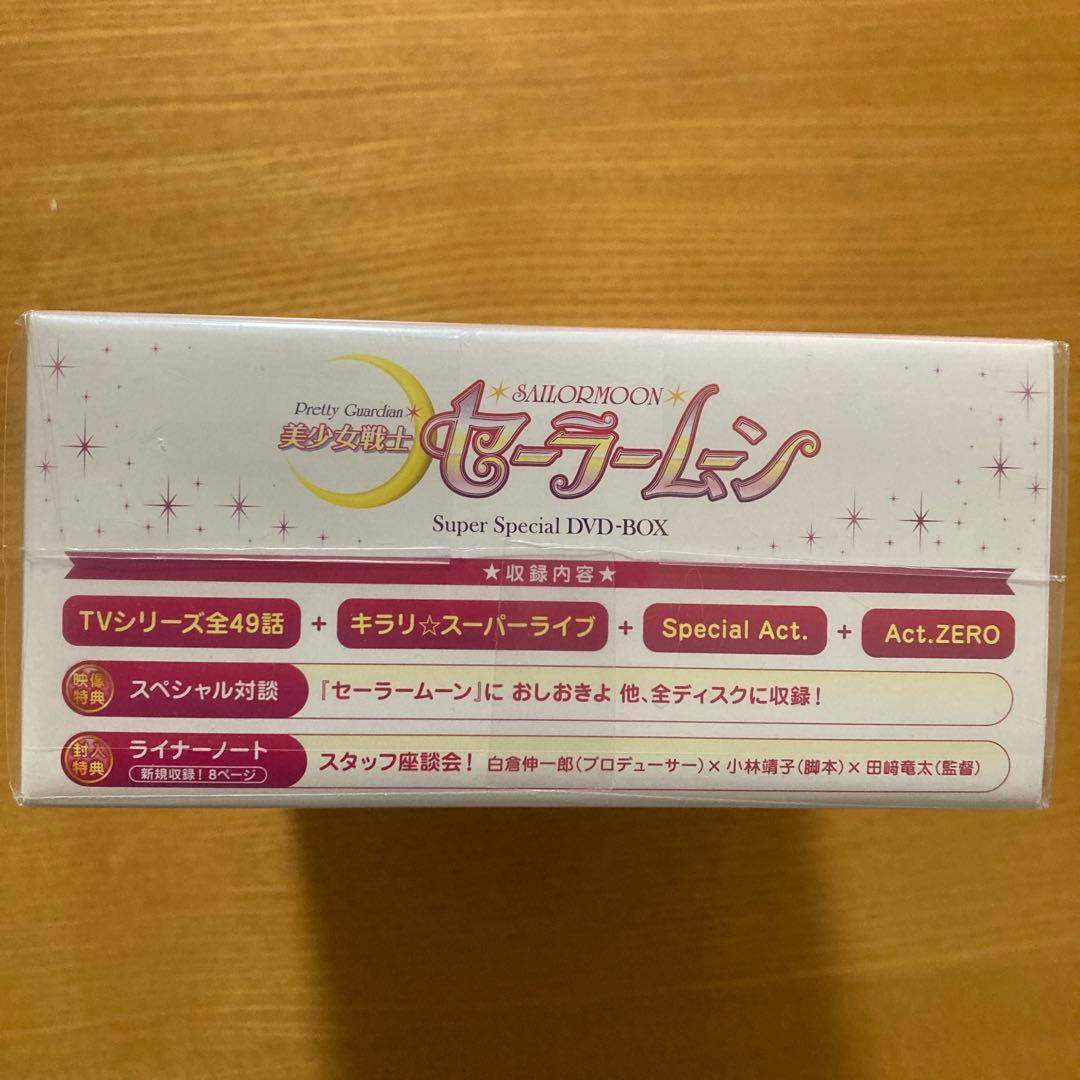 SAILORMOON
Pretty Guardian
美少女戦士 セーラームーン
Super Special DVD-BOX
★収録内容★
TVシリーズ全49話 + キラリ☆スーパーライブ + Special Act. + Act.ZERO
映像特典 スペシャル対談 『セーラームーン』に おしおきよ 他、全ディスクに収録!
封入特典 ライナーノート 新規収録!8ページ スタッフ座談会! 白倉伸一郎(プロデューサー)×小林靖子(脚本)×田﨑竜太(監督)